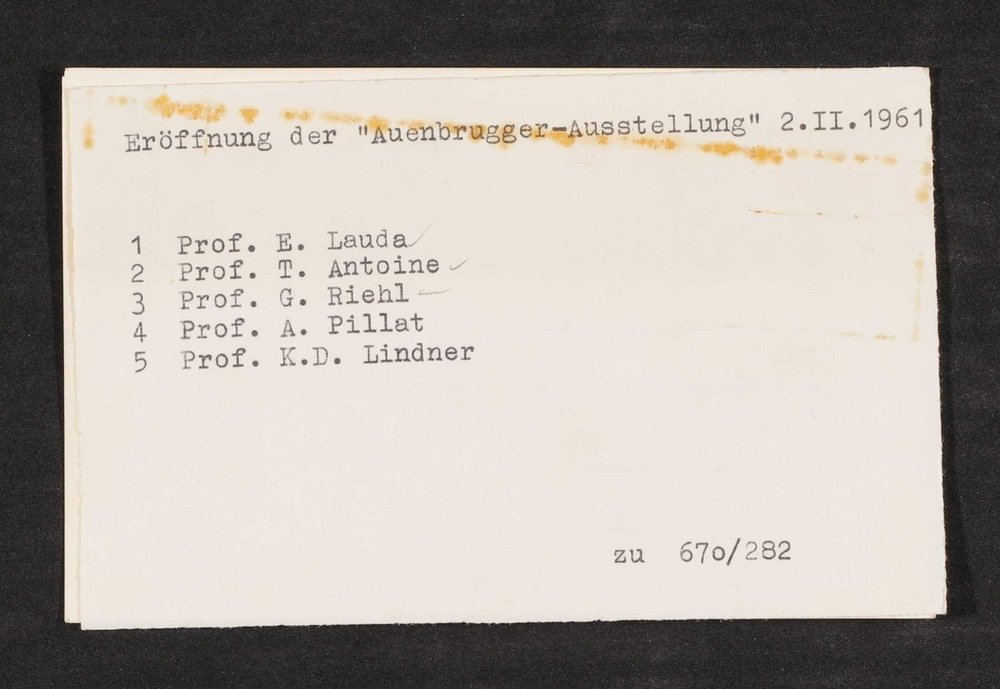 Eröffnung der "Auenbrugger-Ausstellung" 2.II.1961
1 Prof. E. Lauda
2 Prof. T. Antoine
3 Prof. G. Riehl
4 Prof. A. Pillat
5 Prof. K.D. Lindner
zu 67o/282